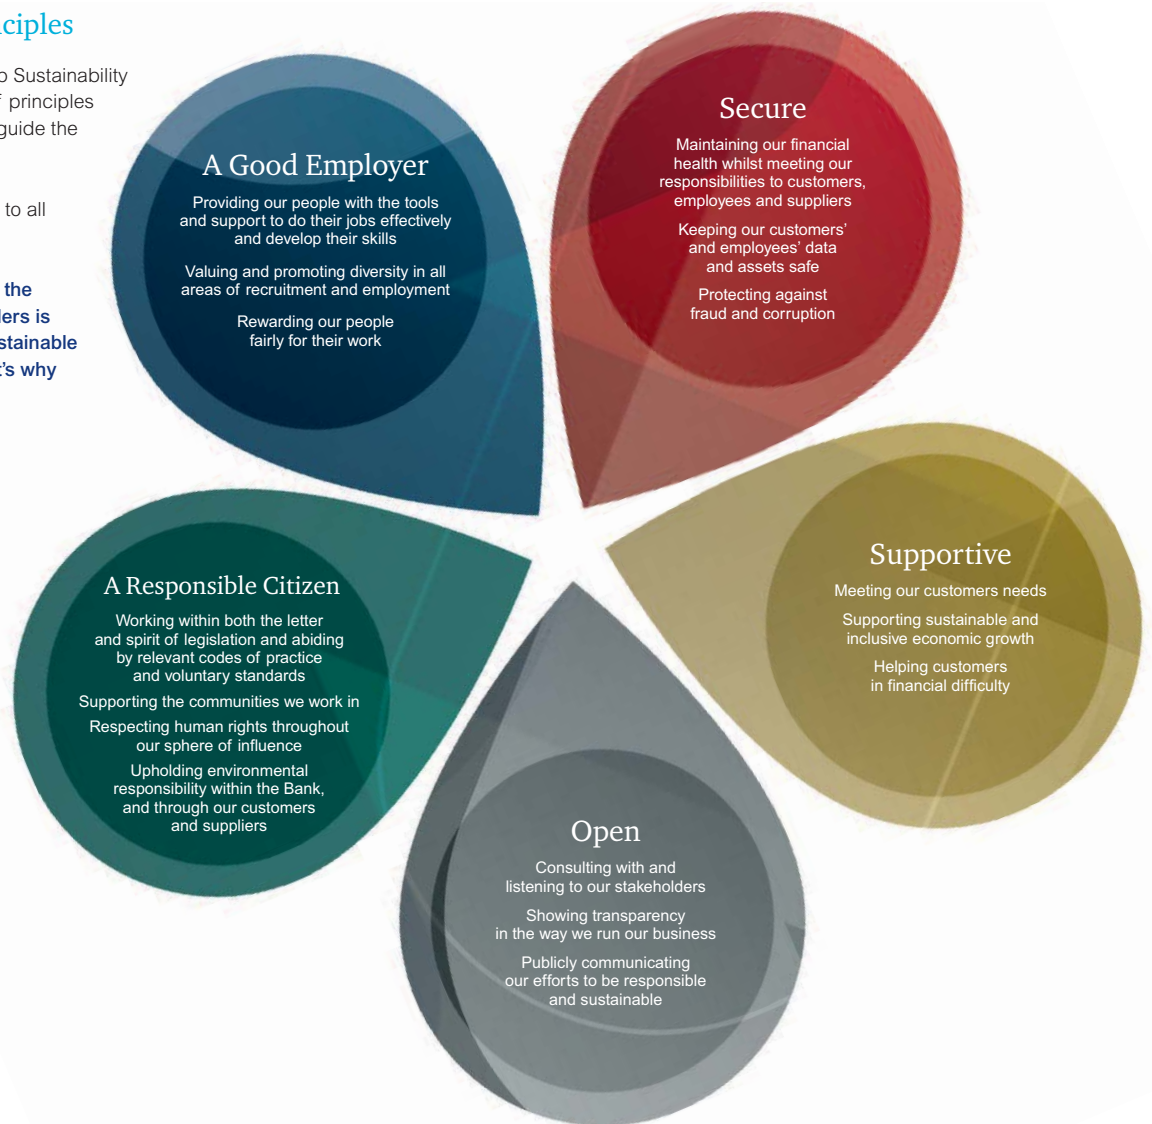 ciples
Sustainability
principles
guide the
to all
the
ders is
stainable
t's why
A Good Employer
Providing our people with the tools
and support to do their jobs effectively
and develop their skills
Valuing and promoting diversity in all
areas of recruitment and employment
Rewarding our people
fairly for their work
Secure
Maintaining our financial
health whilst meeting our
responsibilities to customers,
employees and suppliers
Keeping our customers'
and employees' data
and assets safe
Protecting against
fraud and corruption
Supportive
Meeting our customers needs
Supporting sustainable and
inclusive economic growth
Helping customers
in financial difficulty
A Responsible Citizen
Working within both the letter
and spirit of legislation and abiding
by relevant codes of practice
and voluntary standards
Supporting the communities we work in
Respecting human rights throughout
our sphere of influence
Upholding environmental
responsibility within the Bank,
and through our customers
and suppliers
Open
Consulting with and
listening to our stakeholders
Showing transparency
in the way we run our business
Publicly communicating
our efforts to be responsible
and sustainable